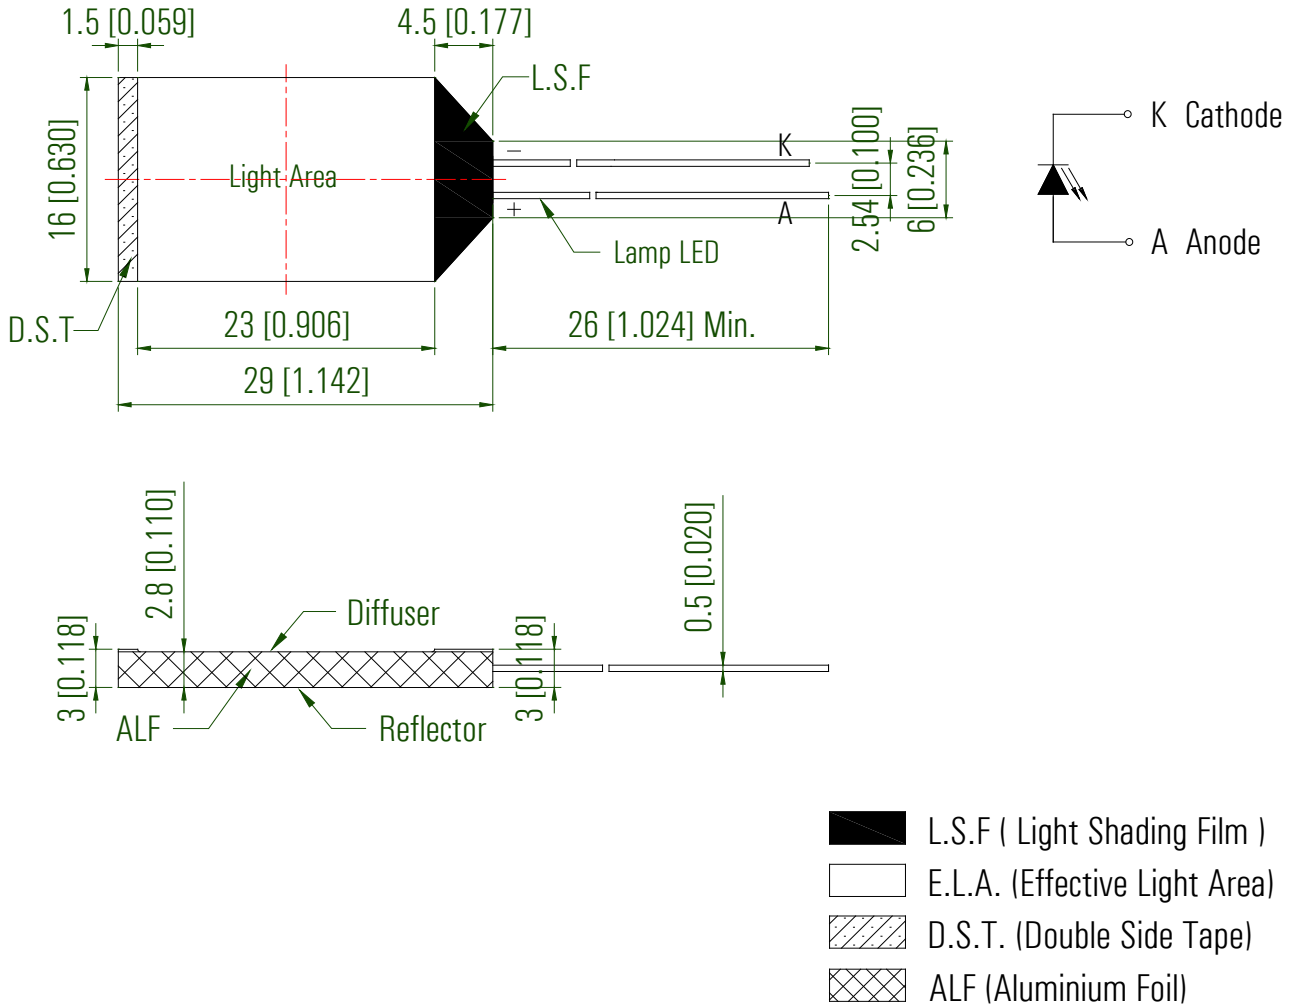 1.5 [0.059]
4.5 [0.177]
L.S.F
K Cathode
16 [0.630]
Light Area
−
K
+
A
2.54 [0.100]
6 [0.236]
A Anode
Lamp LED
D.S.T
23 [0.906]
26 [1.024] Min.
29 [1.142]
2.8 [0.110]
0.5 [0.020]
Diffuser
3 [0.118]
3 [0.118]
ALF
Reflector
L.S.F ( Light Shading Film )
E.L.A. (Effective Light Area)
D.S.T. (Double Side Tape)
ALF (Aluminium Foil)